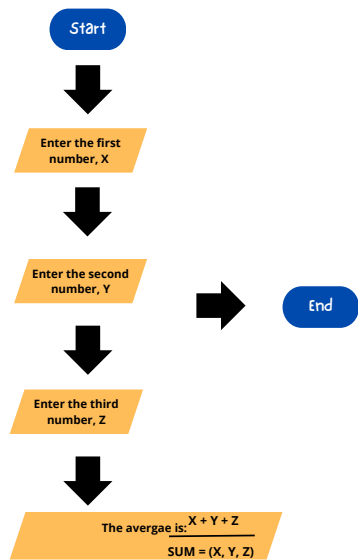 Start
Enter the first
number, X
Enter the second
number, Y
End
Enter the third
number, Z
The avergae is: X + Y + Z
SUM = (X, Y, Z)